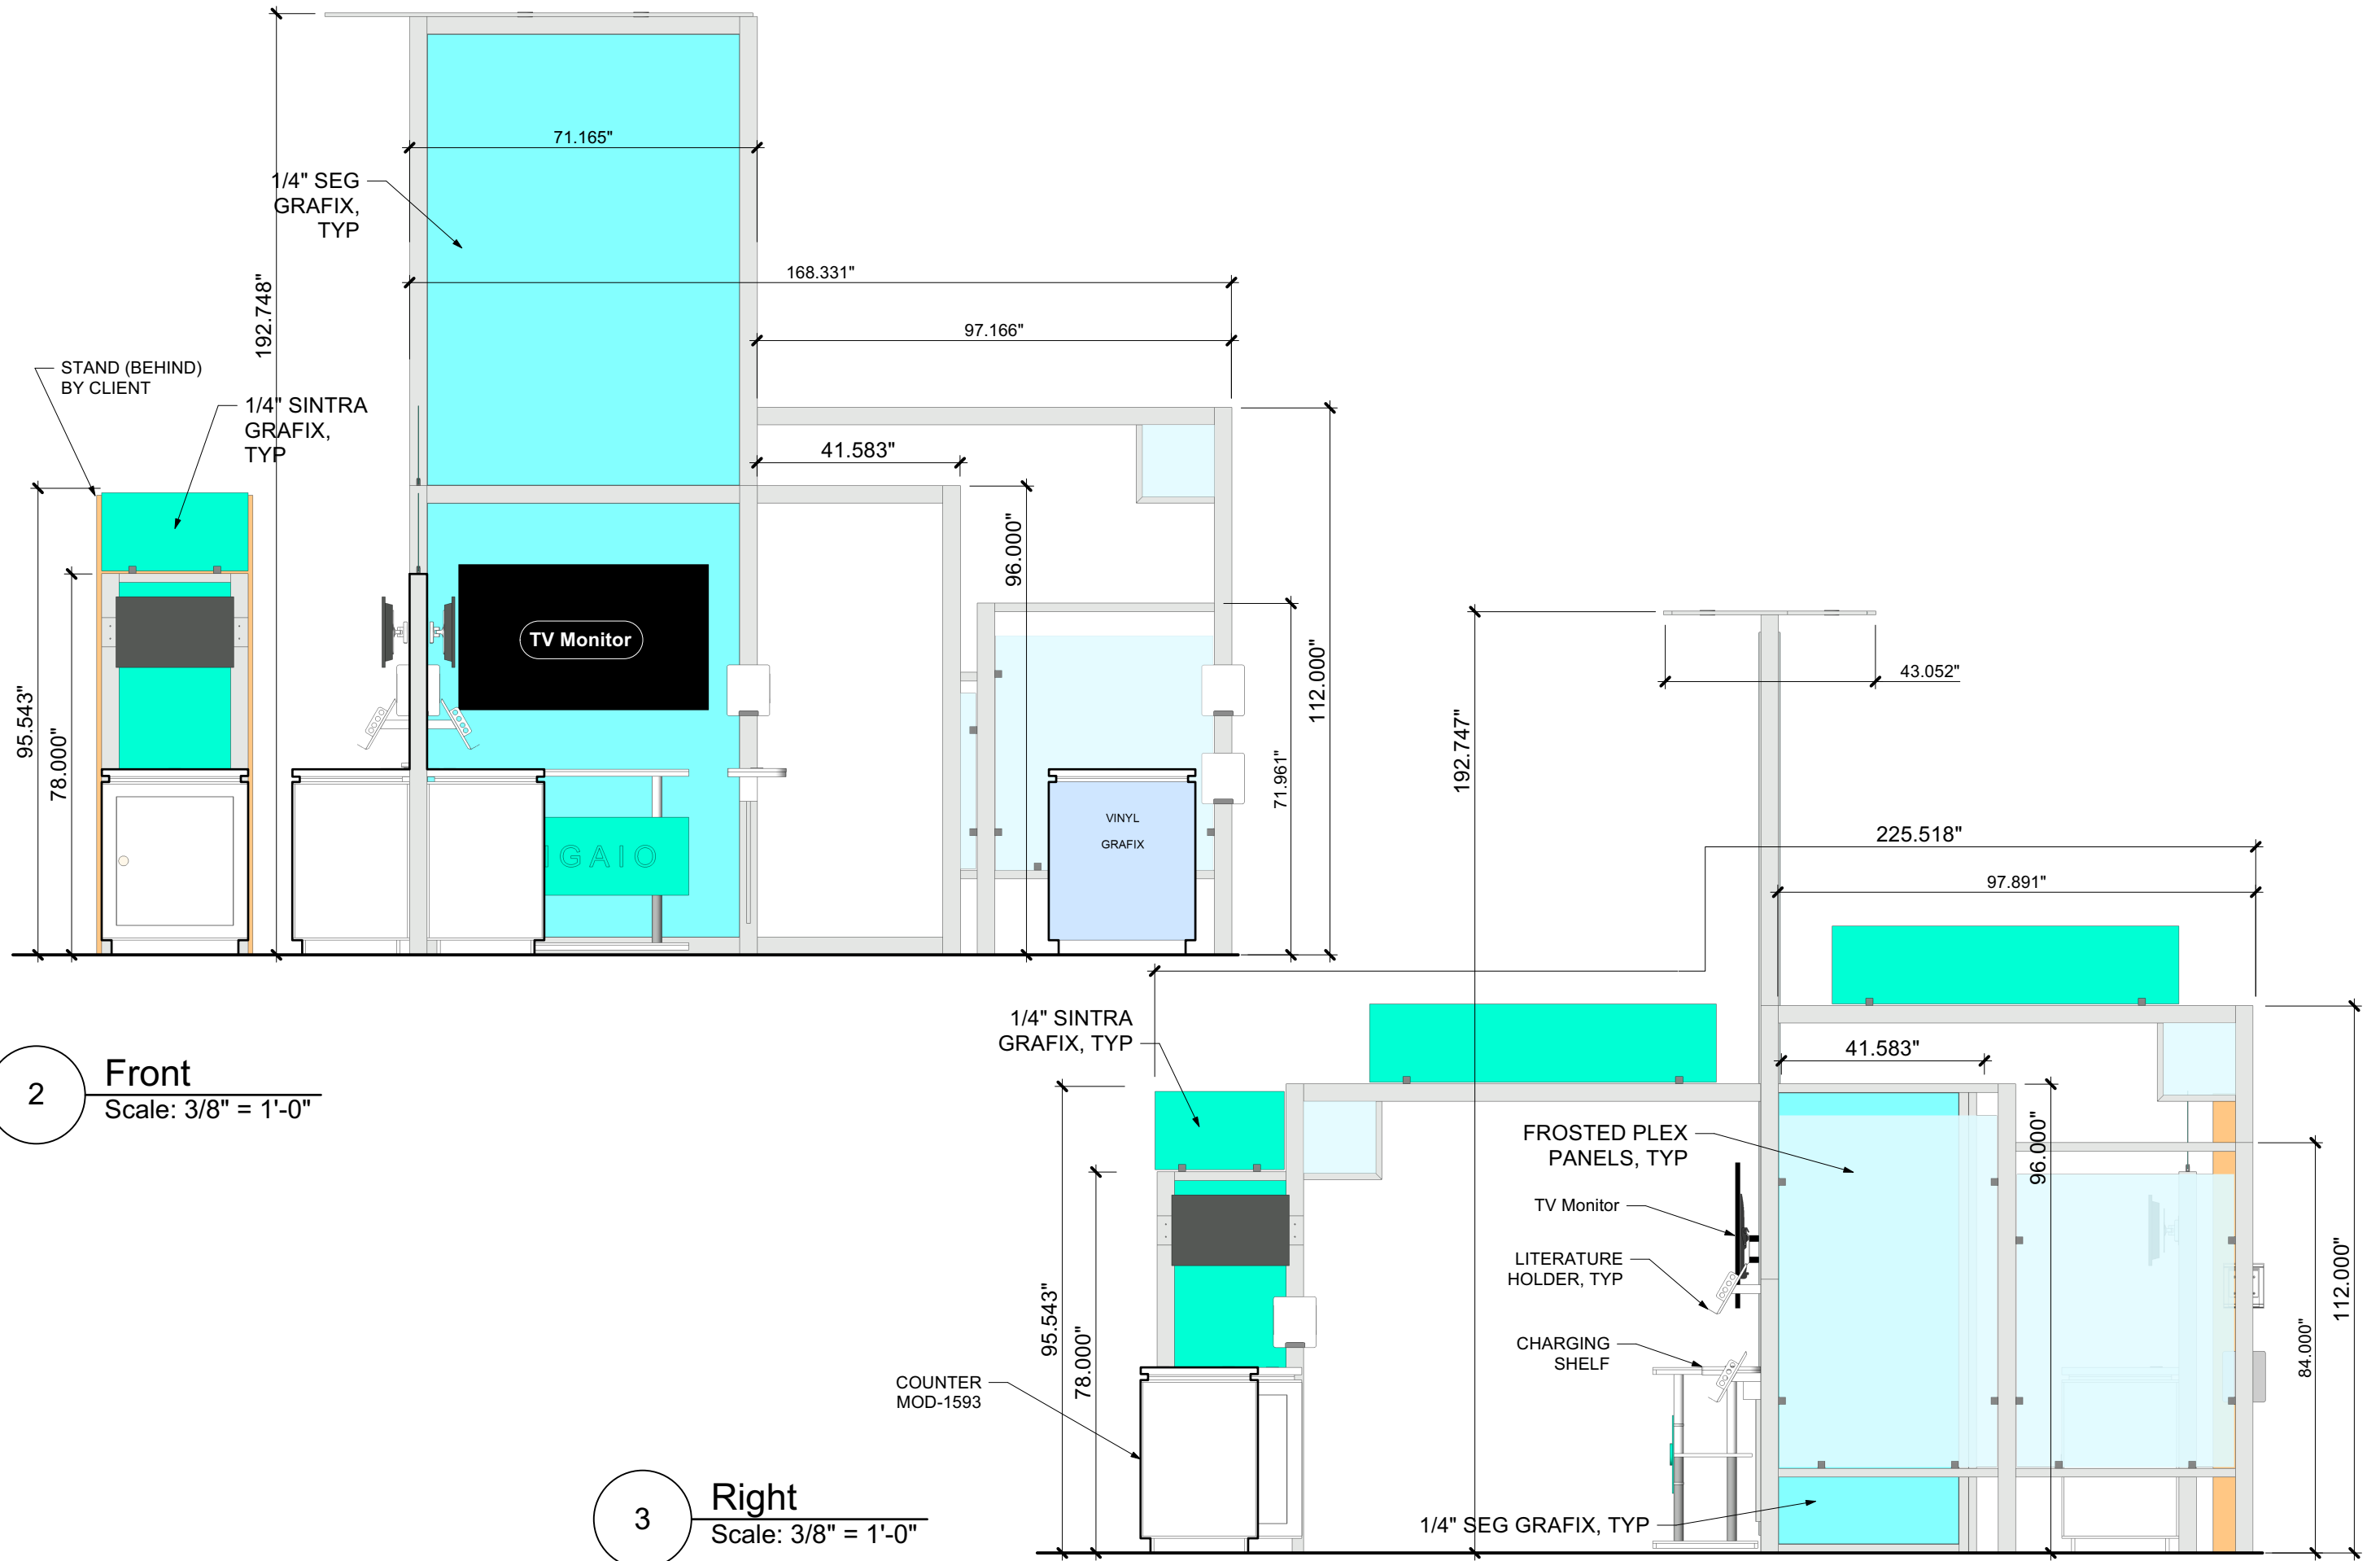 71.165"
1/4" SEG
GRAFIX,
TYP
168.331"
192.748"
97.166"
STAND (BEHIND)
BY CLIENT
1/4" SINTRA
GRAFIX,
TYP
41.583"
96.000"
TV Monitor
112.000"
95.543"
78.000"
71.961"
VINYL
GRAFIX
IGAIO
43.052"
192.747"
225.518"
97.891"
2
Front
Scale: 3/8" = 1'-0"
1/4" SINTRA
GRAFIX, TYP
41.583"
FROSTED PLEX
PANELS, TYP
96.000"
TV Monitor
LITERATURE
HOLDER, TYP
112.000"
95.543"
78.000"
84.000"
CHARGING
SHELF
COUNTER
MOD-1593
3
Right
Scale: 3/8" = 1'-0"
1/4" SEG GRAFIX, TYP